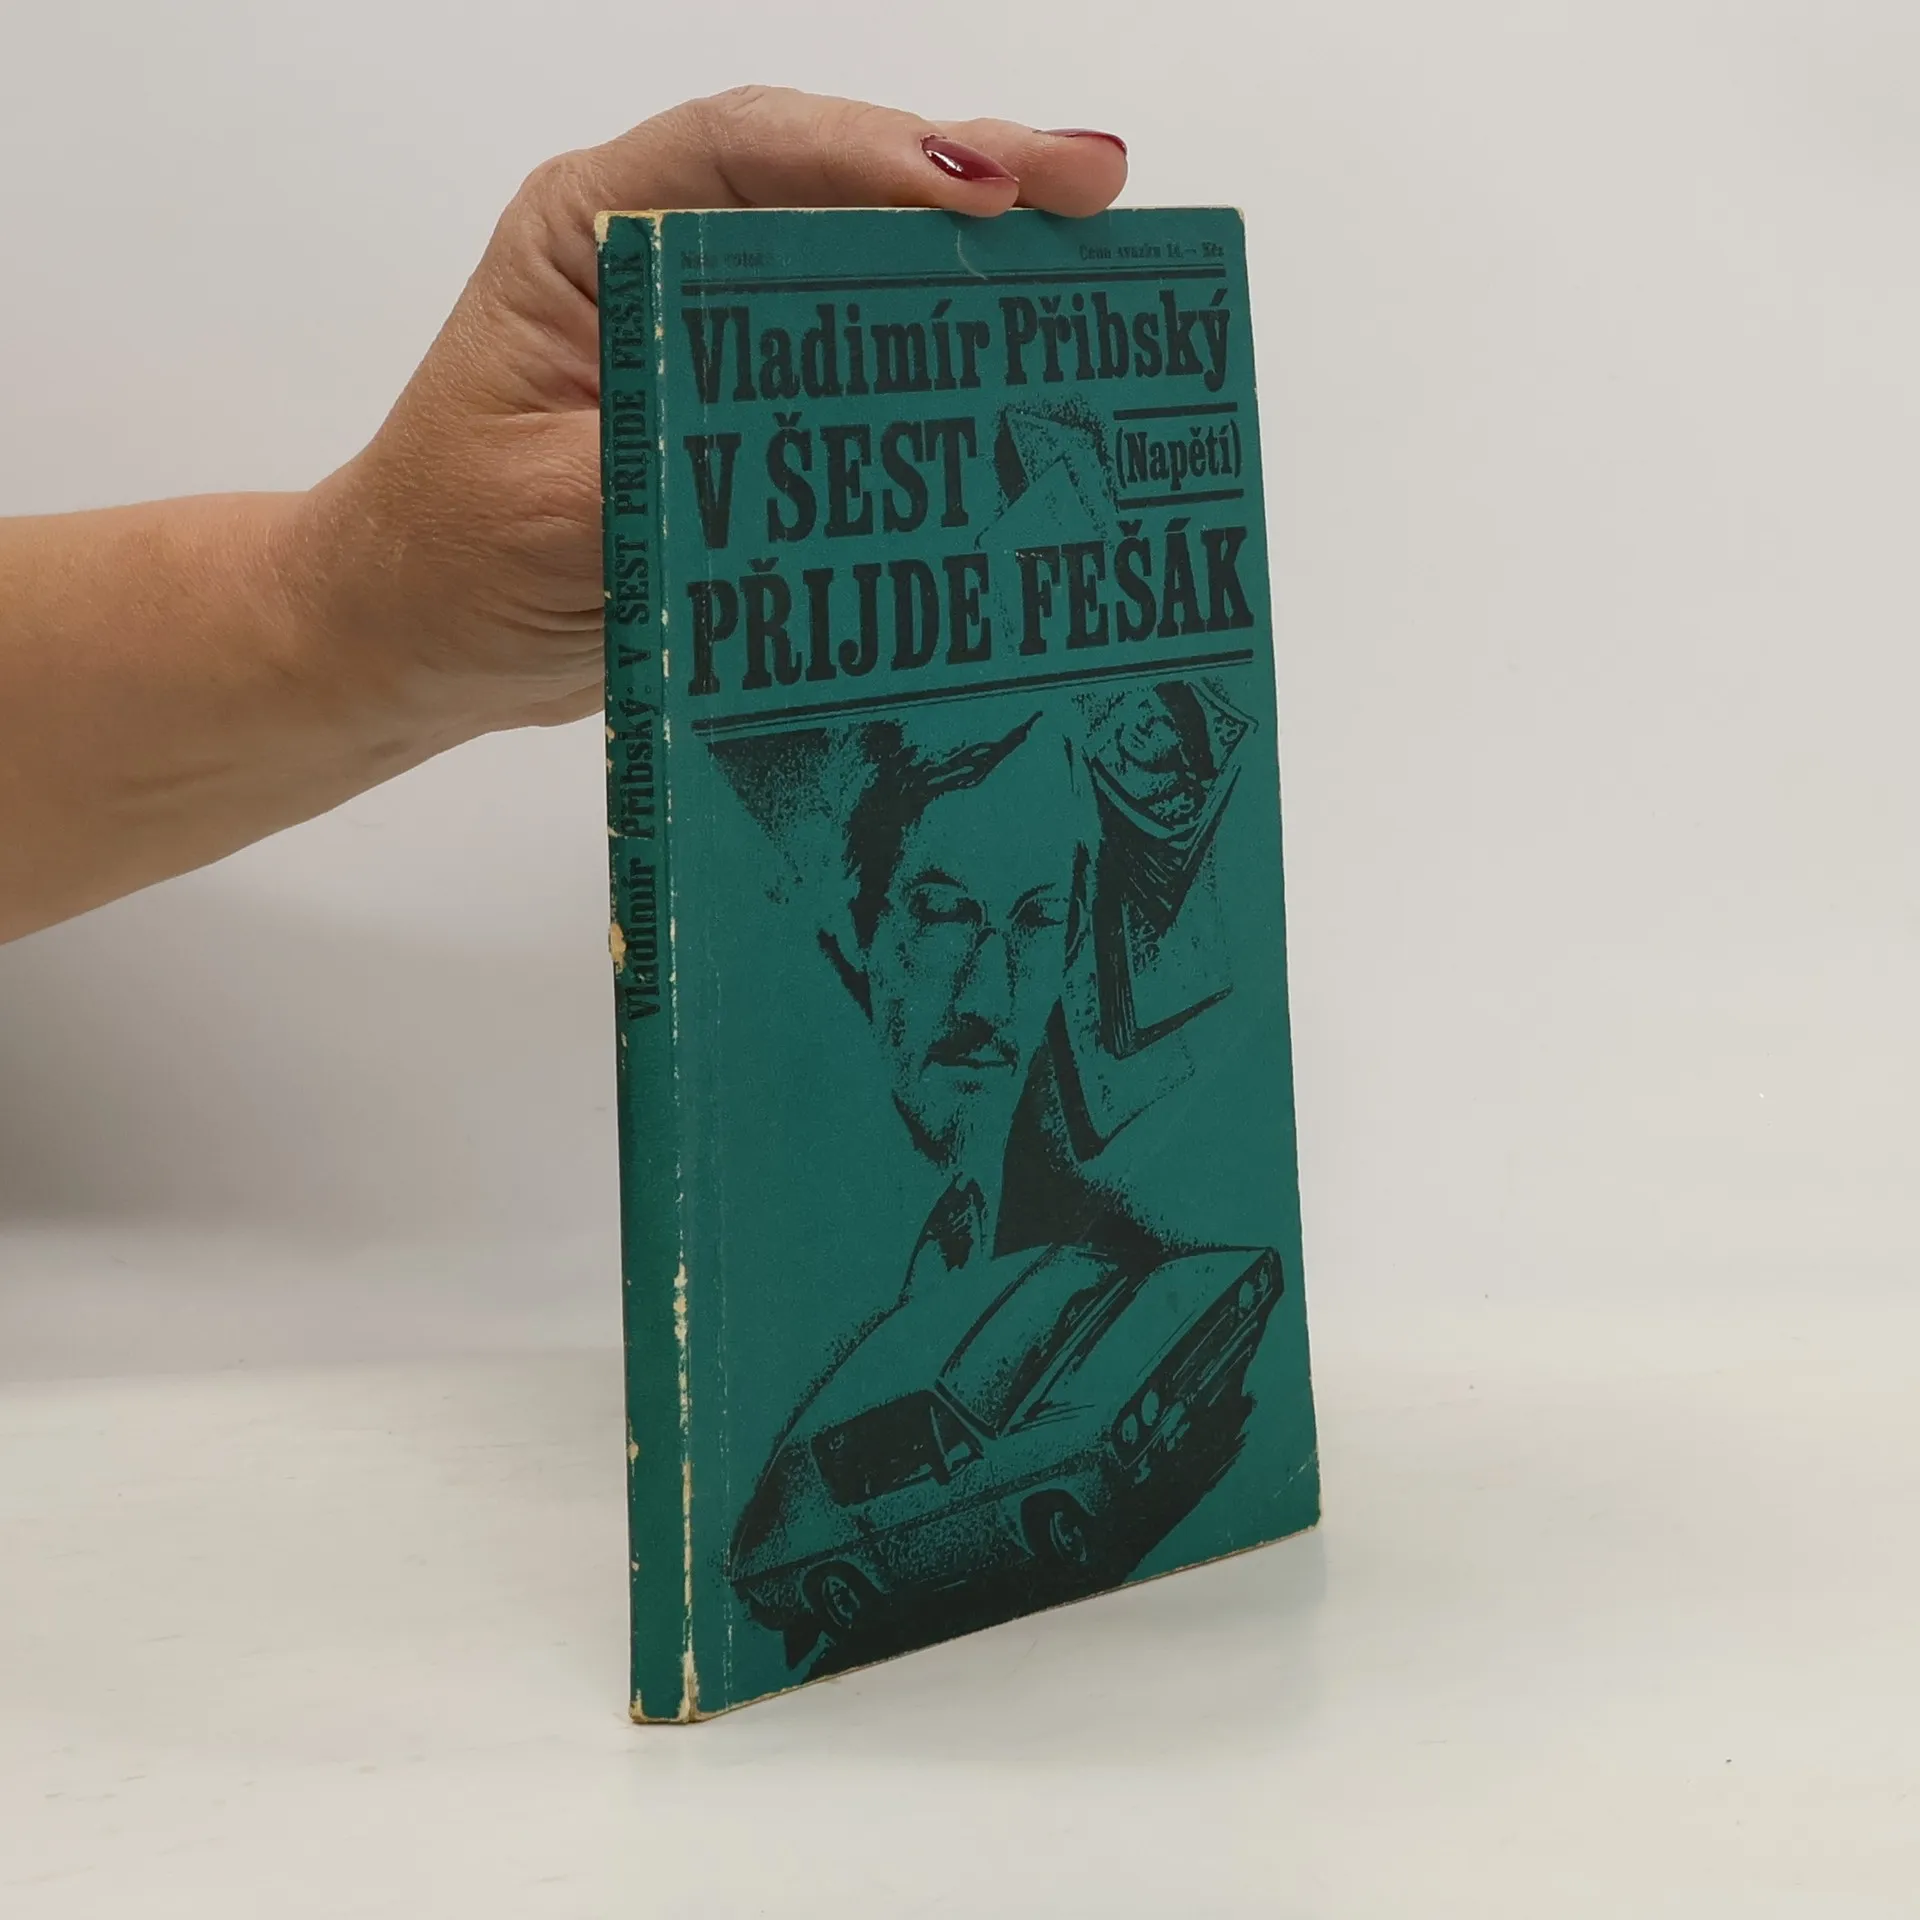 Cena svazku 14,— Kčs
Vladimír Přibský
V ŠEST
(Napětí)
PŘIJDE FEŠÁK
Vladimír Přibský: V ŠEST PŘIJDE FEŠÁK